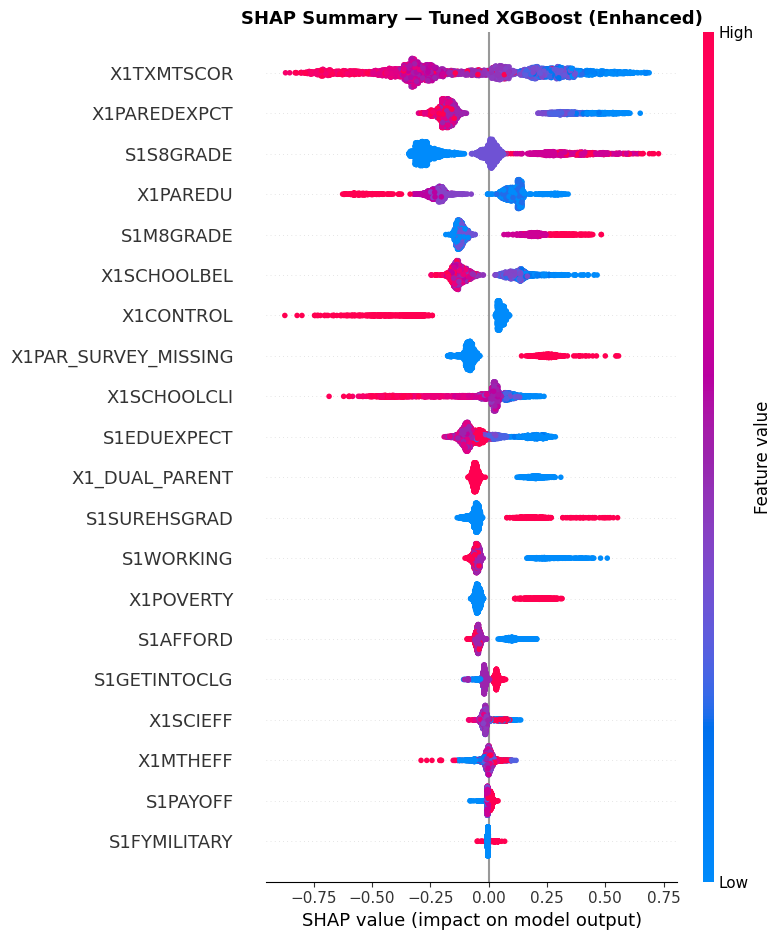 SHAP Summary — Tuned XGBoost (Enhanced)
High
X1TXMTSCOR
X1PAREDEXPCT
S1S8GRADE
X1PAREDU
S1M8GRADE
X1SCHOOLBEL
X1CONTROL
X1PAR_SURVEY_MISSING
X1SCHOOLCLI
S1EDUEXPECT
X1_DUAL_PARENT
S1SUREHSGRAD
S1WORKING
X1POVERTY
S1AFFORD
S1GETINTOCLG
X1SCIEFF
X1MTHEFF
S1PAYOFF
S1FYMILITARY
Feature value
Low
−0.75 −0.50 −0.25 0.00 0.25 0.50 0.75
SHAP value (impact on model output)